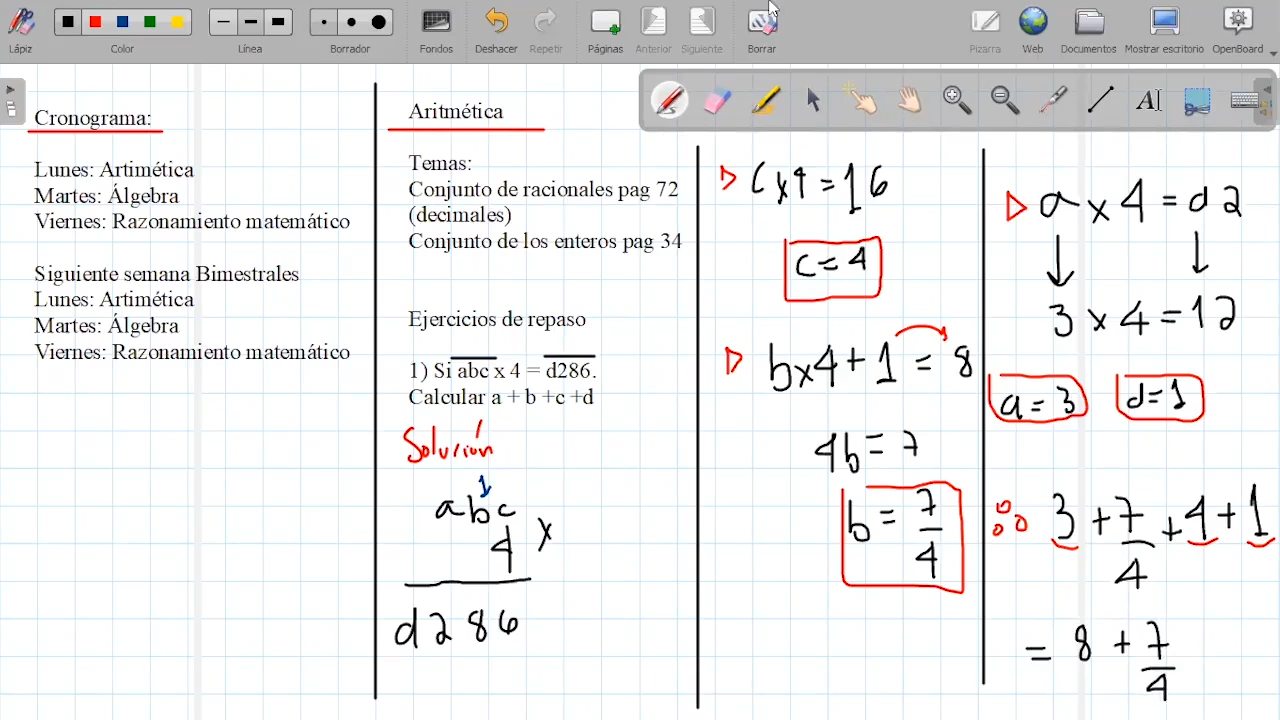 Lápiz
Color
Línea
Borrador
Fondos
Deshacer
Repetir
Páginas
Anterior
Siguiente
Borrar
Pizarra
Web
Documentos
Mostrar escritorio
OpenBoard
Cronograma:
Lunes: Artimética
Martes: Álgebra
Viernes: Razonamiento matemático
Siguiente semana Bimestrales
Lunes: Artimética
Martes: Álgebra
Viernes: Razonamiento matemático
Aritmética
Temas:
Conjunto de racionales pag 72
(decimales)
Conjunto de los enteros pag 34
Ejercicios de repaso
1) Si abc x 4 = d286.
Calcular a + b +c +d
Solución
1
abc
4 x
d286
c x 4 = 16
c = 4
b x 4 + 1 = 8
4b = 7
b = 7/4
a x 4 = d2
3 x 4 = 12
a = 3
d = 1
3 + 7/4 + 4 + 1
= 8 + 7/4